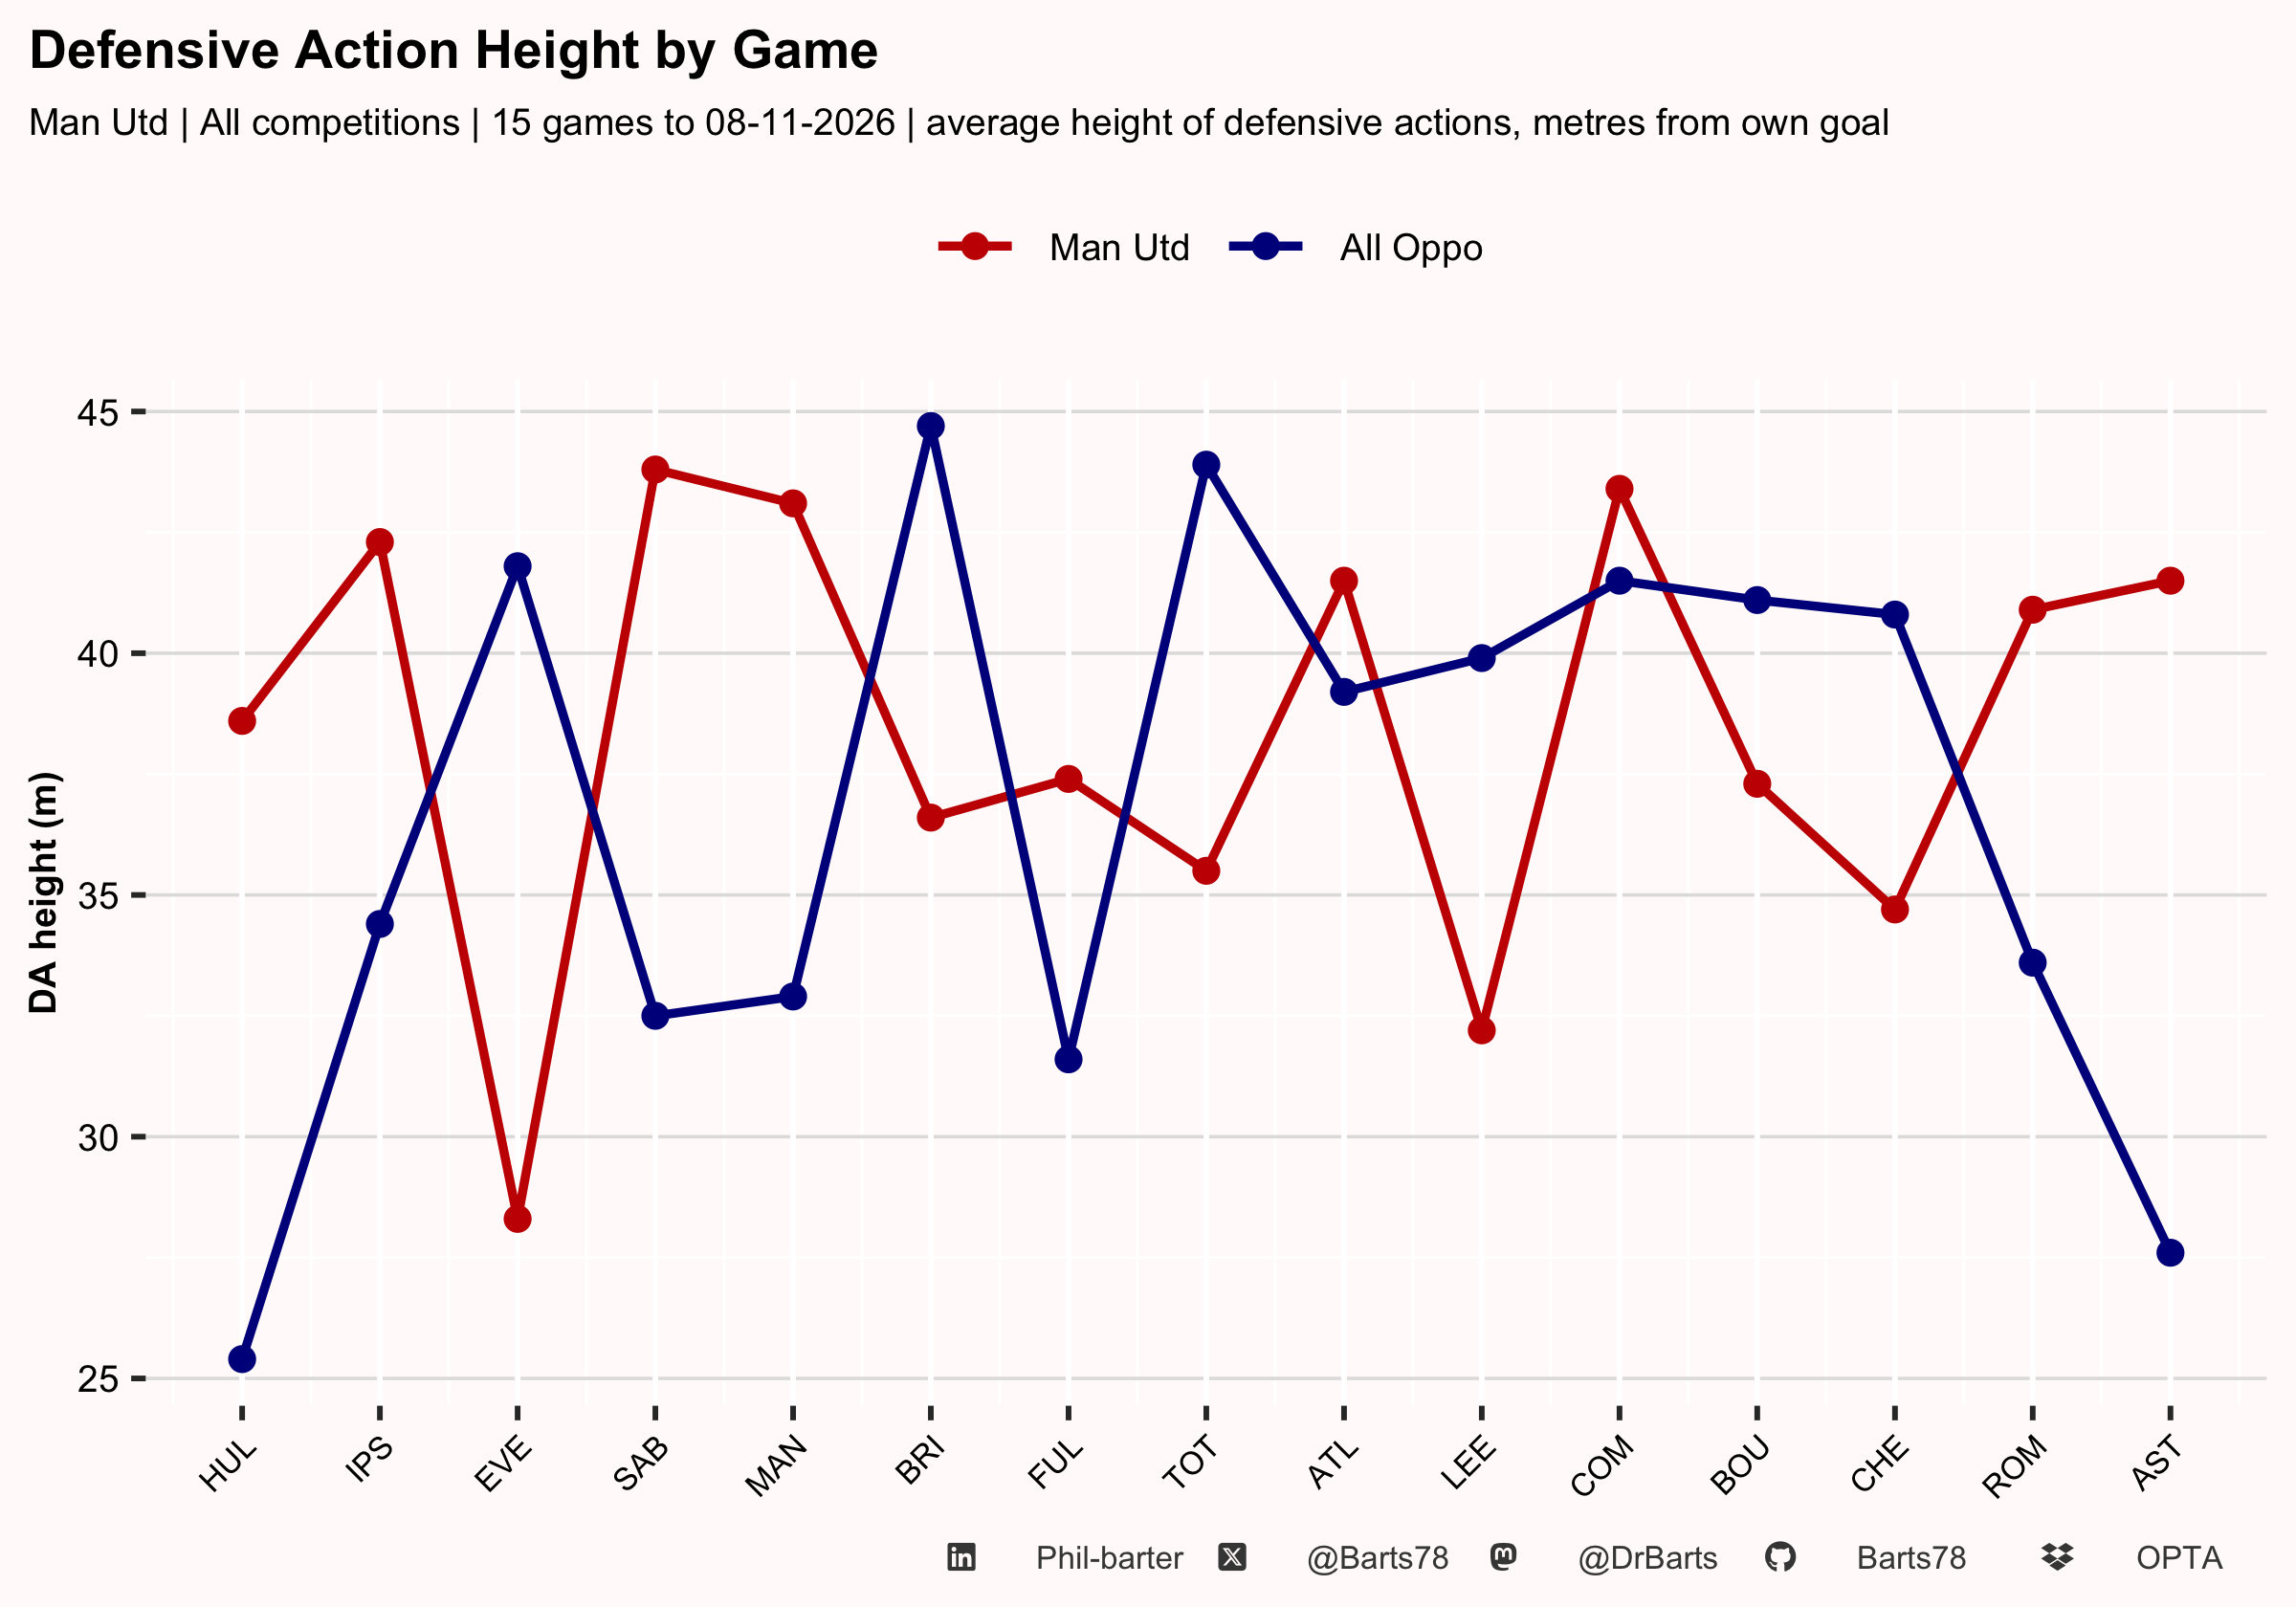 Defensive Action Height by Game
Man Utd | All competitions | 15 games to 08-11-2026 | average height of defensive actions, metres from own goal
Man Utd All Oppo
45
40
35
30
25
DA height (m)
HUL IPS EVE SAB MAN BRI FUL TOT ATL LEE COM BOU CHE ROM AST
Phil-barter @Barts78 @DrBarts Barts78 OPTA